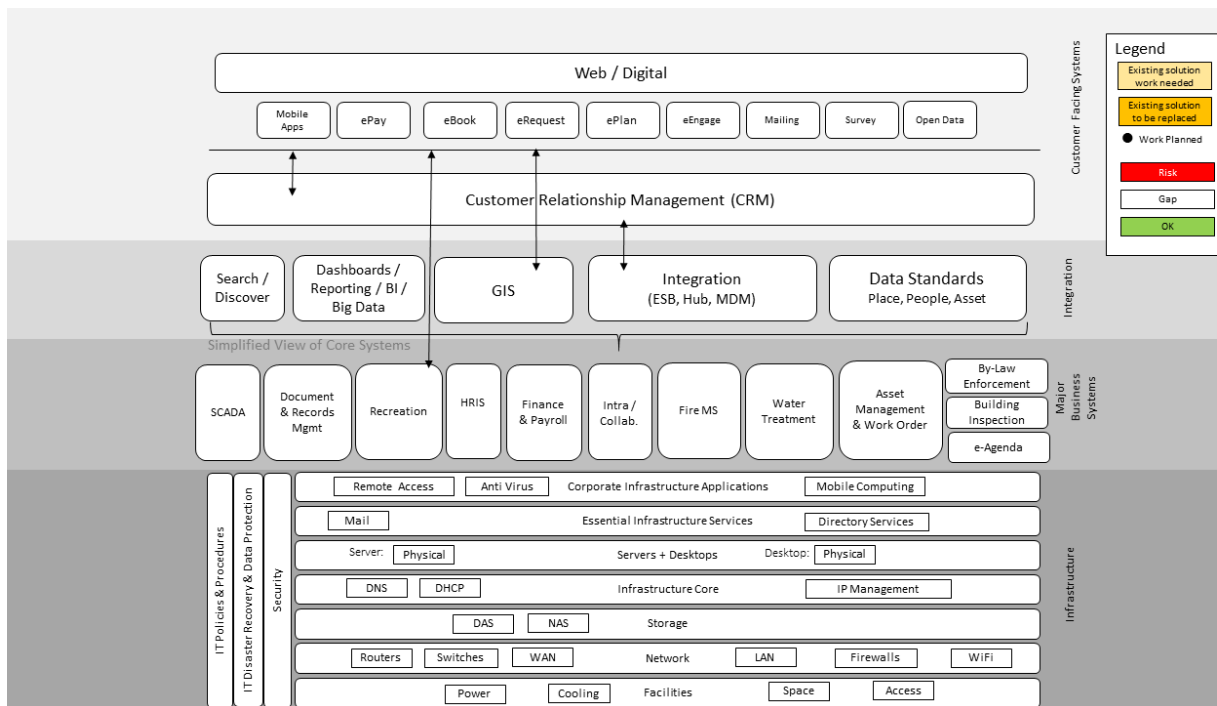 Web / Digital
Mobile
Apps
ePay
eBook
eRequest
ePlan
eEngage
Mailing
Survey
Open Data
Customer Relationship Management (CRM)
Customer Facing Systems
Legend
Existing solution
work needed
Existing solution
to be replaced
Work Planned
Risk
Gap
OK
Search /
Discover
Dashboards /
Reporting / BI /
Big Data
GIS
Integration
(ESB, Hub, MDM)
Data Standards
Place, People, Asset
Integration
Simplified View of Core Systems
SCADA
Document
& Records
Mgmt
Recreation
HRIS
Finance
& Payroll
Intra /
Collab.
Fire MS
Water
Treatment
Asset
Management
& Work Order
By-Law
Enforcement
Building
Inspection
e-Agenda
Major
Business
Systems
IT Policies & Procedures
IT Disaster Recovery & Data Protection
Security
Remote Access
Anti Virus
Corporate Infrastructure Applications
Mobile Computing
Mail
Essential Infrastructure Services
Directory Services
Server:
Physical
Servers + Desktops
Desktop:
Physical
DNS
DHCP
Infrastructure Core
IP Management
DAS
NAS
Storage
Routers
Switches
WAN
Network
LAN
Firewalls
WiFi
Power
Cooling
Facilities
Space
Access
Infrastructure